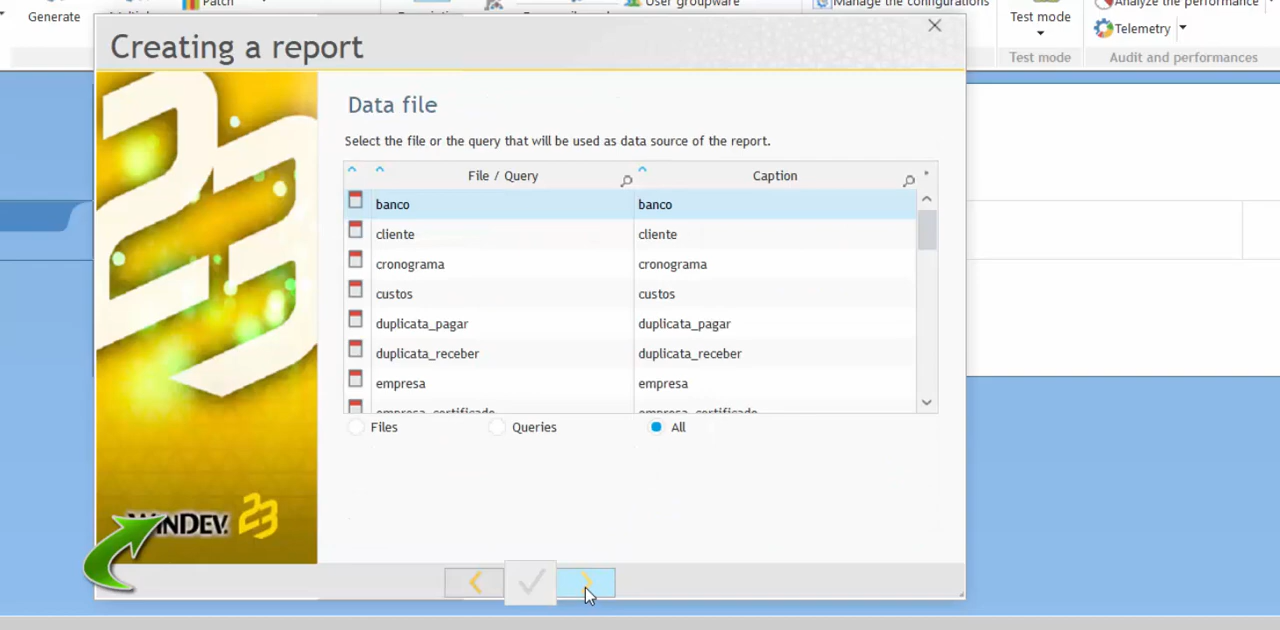 Patch
User groupware
Manage the configurations
Analyze the performance
Generate
Test mode
Telemetry
Test mode
Audit and performances
Creating a report
Data file
Select the file or the query that will be used as data source of the report.
File / Query
Caption
banco
banco
cliente
cliente
cronograma
cronograma
custos
custos
duplicata_pagar
duplicata_pagar
duplicata_receber
duplicata_receber
empresa
empresa
empresa_certificado
empresa_certificado
Files
Queries
All
23
WINDEV. 23